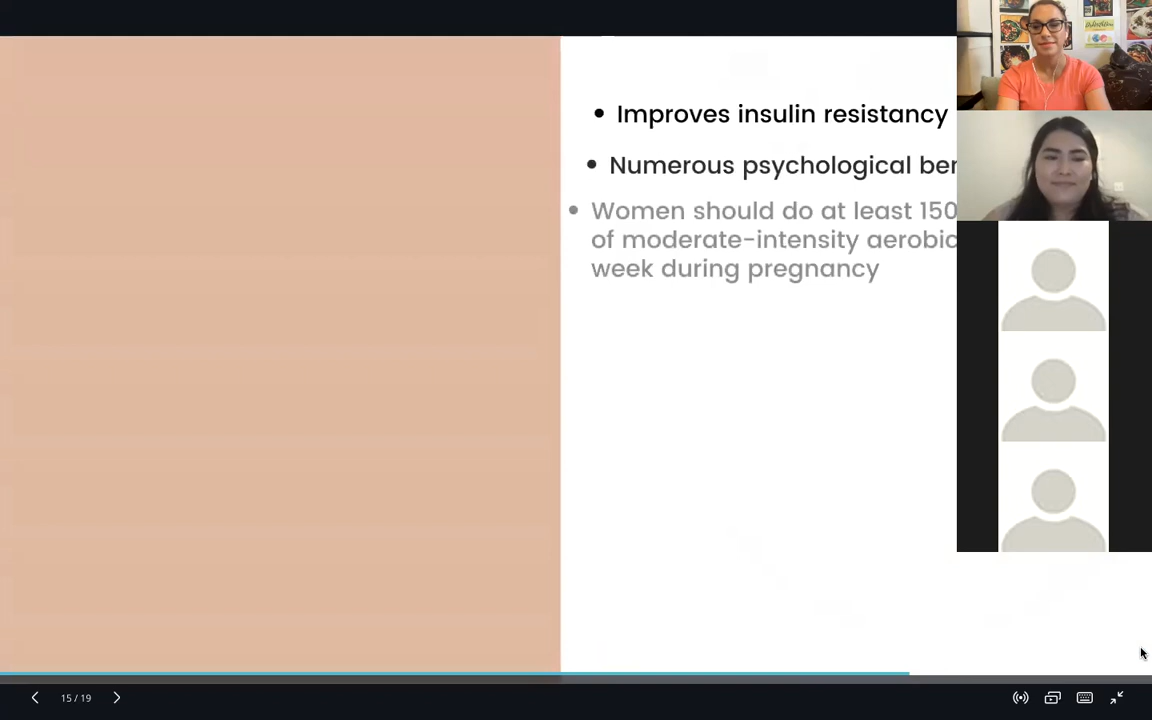 Improves insulin resistancy
Numerous psychological
Women should do at least 150
of moderate-intensity aerobic
week during pregnancy
15 / 19